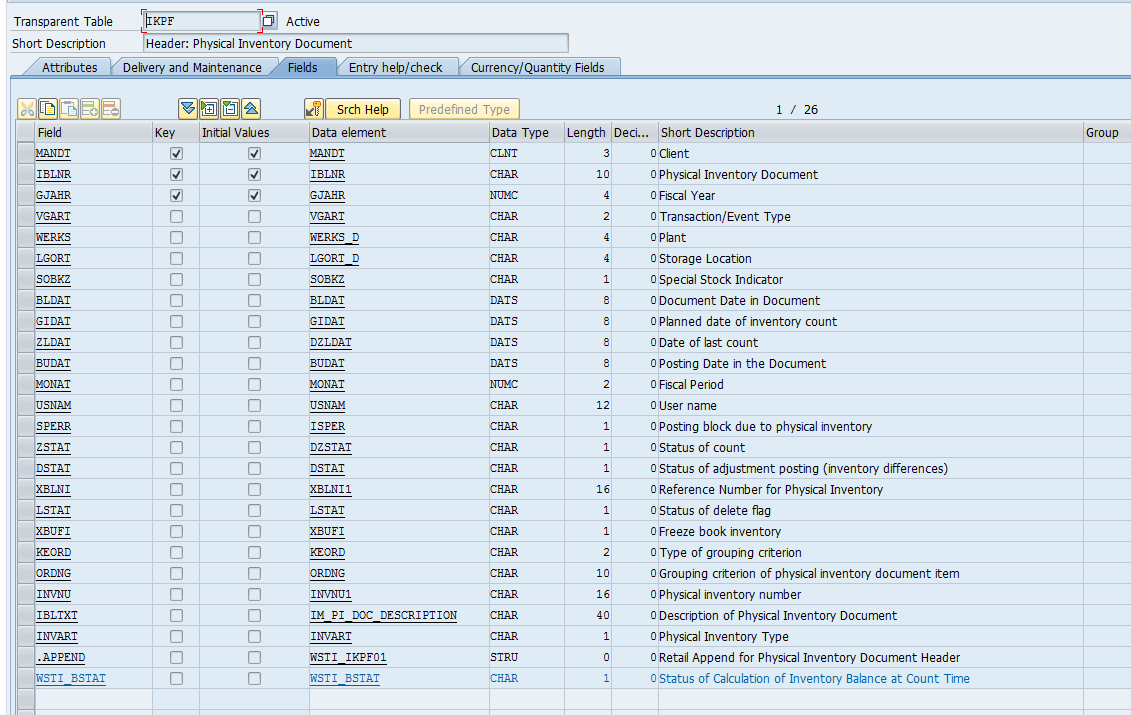 Transparent Table IKPF Active
Short Description Header: Physical Inventory Document
Attributes Delivery and Maintenance Fields Entry help/check Currency/Quantity Fields
Srch Help Predefined Type 1 / 26
Field Key Initial Values Data element Data Type Length Deci... Short Description Group
MANDT MANDT CLNT 3 0 Client
IBLNR IBLNR CHAR 10 0 Physical Inventory Document
GJAHR GJAHR NUMC 4 0 Fiscal Year
VGART VGART CHAR 2 0 Transaction/Event Type
WERKS WERKS_D CHAR 4 0 Plant
LGORT LGORT_D CHAR 4 0 Storage Location
SOBKZ SOBKZ CHAR 1 0 Special Stock Indicator
BLDAT BLDAT DATS 8 0 Document Date in Document
GIDAT GIDAT DATS 8 0 Planned date of inventory count
ZLDAT DZLDAT DATS 8 0 Date of last count
BUDAT BUDAT DATS 8 0 Posting Date in the Document
MONAT MONAT NUMC 2 0 Fiscal Period
USNAM USNAM CHAR 12 0 User name
SPERR ISPER CHAR 1 0 Posting block due to physical inventory
ZSTAT DZSTAT CHAR 1 0 Status of count
DSTAT DSTAT CHAR 1 0 Status of adjustment posting (inventory differences)
XBLNI XBLNI1 CHAR 16 0 Reference Number for Physical Inventory
LSTAT LSTAT CHAR 1 0 Status of delete flag
XBUFI XBUFI CHAR 1 0 Freeze book inventory
KEORD KEORD CHAR 2 0 Type of grouping criterion
ORDNG ORDNG CHAR 10 0 Grouping criterion of physical inventory document item
INVNU INVNU1 CHAR 16 0 Physical inventory number
IBLTXT IM_PI_DOC_DESCRIPTION CHAR 40 0 Description of Physical Inventory Document
INVART INVART CHAR 1 0 Physical Inventory Type
.APPEND WSTI_IKPF01 STRU 0 0 Retail Append for Physical Inventory Document Header
WSTI_BSTAT WSTI_BSTAT CHAR 1 0 Status of Calculation of Inventory Balance at Count Time